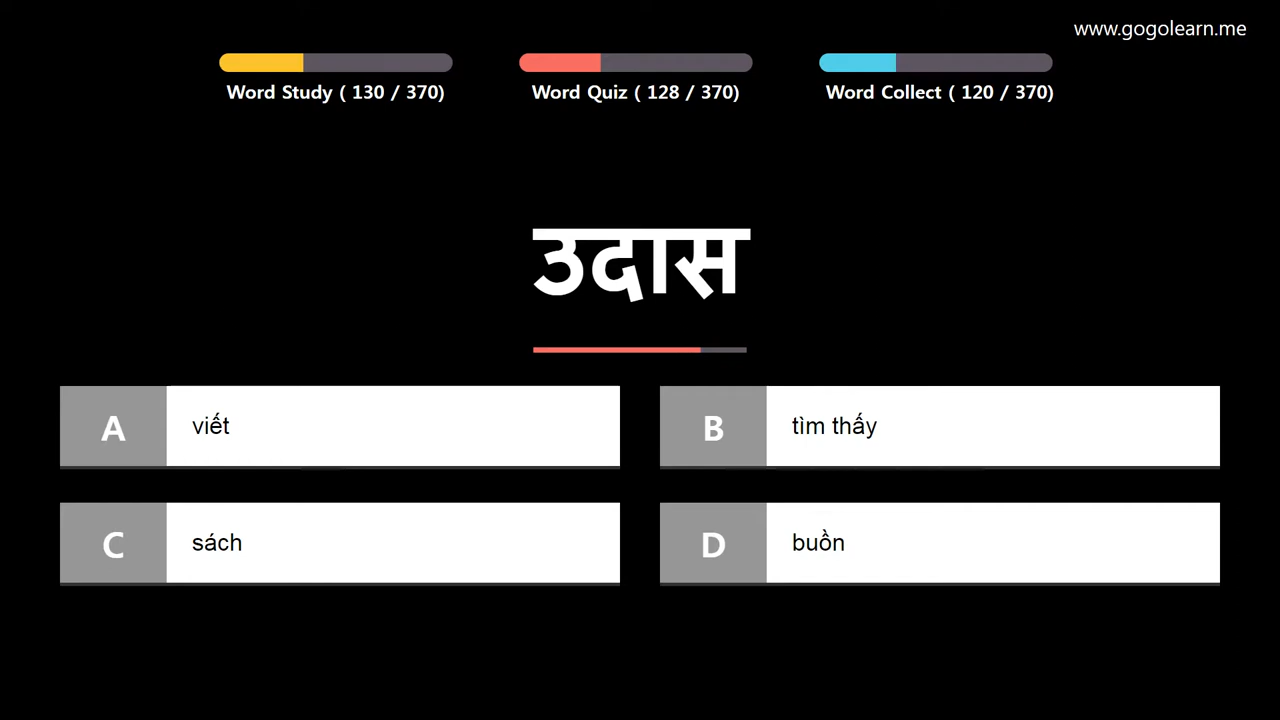 www.gogolearn.me
Word Study ( 130 / 370)
Word Quiz ( 128 / 370)
Word Collect ( 120 / 370)
उदास
A
viết
B
tìm thấy
C
sách
D
buồn